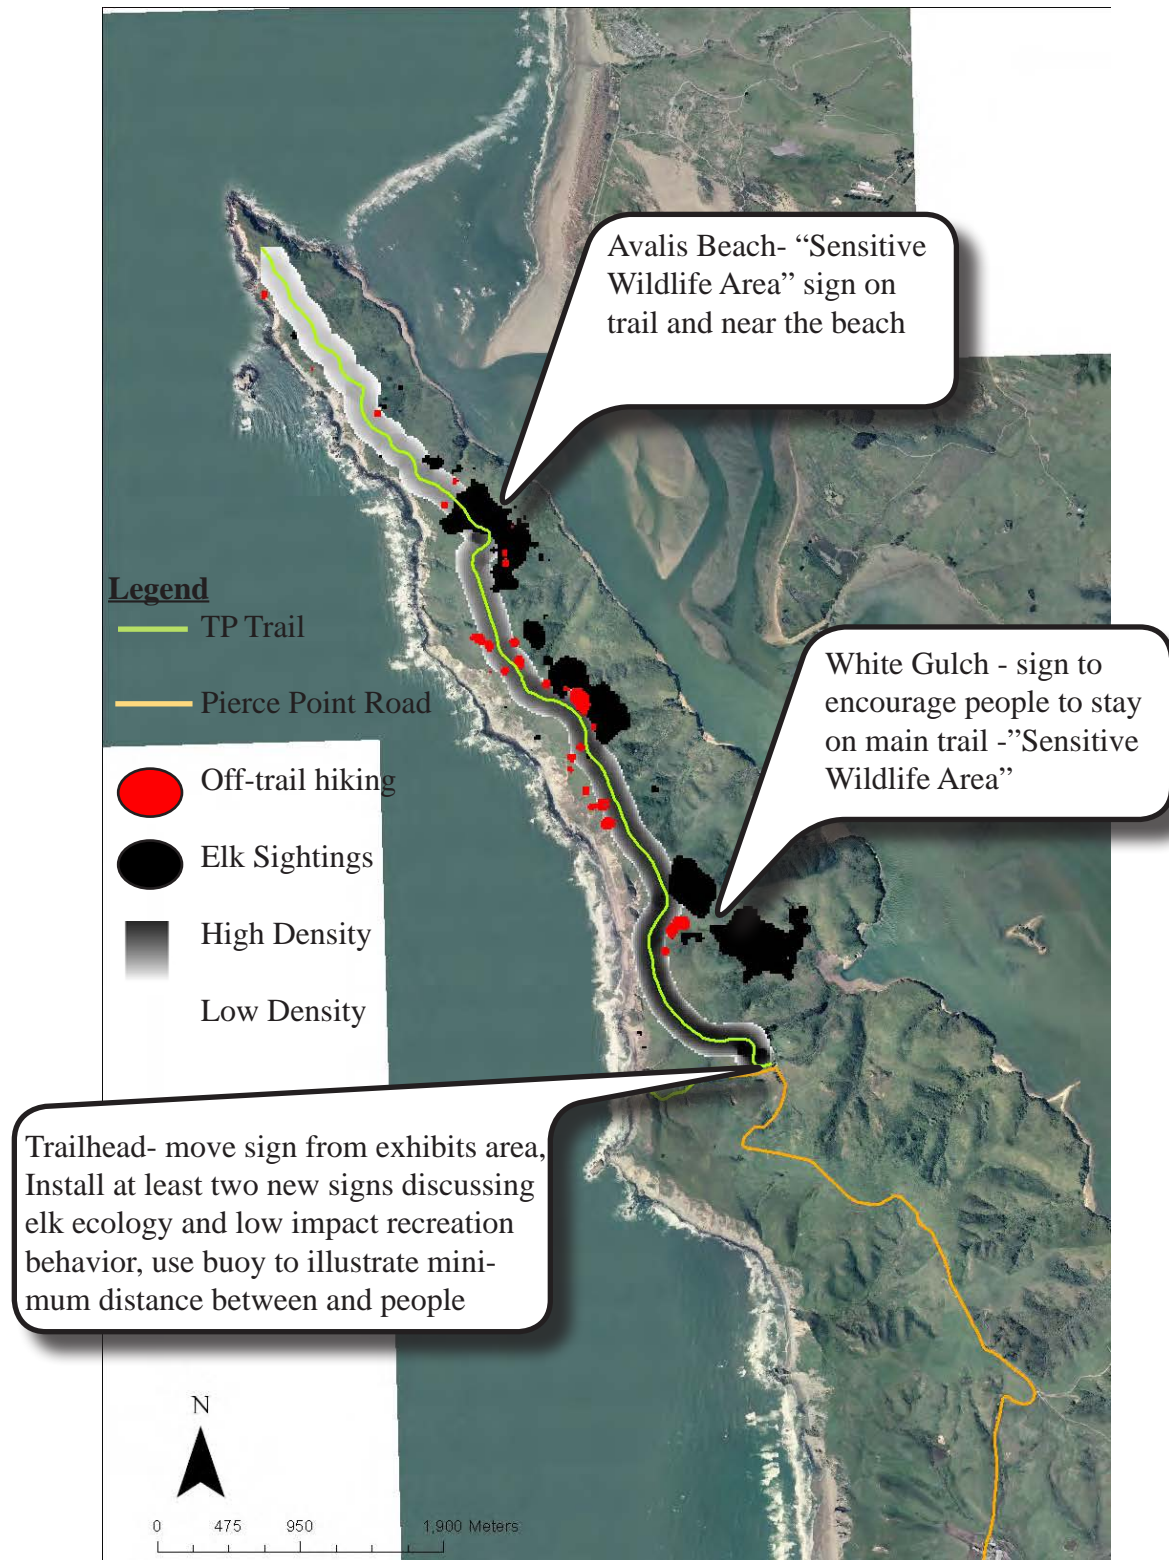 Avalis Beach- “Sensitive
Wildlife Area” sign on
trail and near the beach
Legend
TP Trail
Pierce Point Road
Off-trail hiking
Elk Sightings
High Density
Low Density
White Gulch - sign to
encourage people to stay
on main trail -”Sensitive
Wildlife Area”
Trailhead- move sign from exhibits area,
Install at least two new signs discussing
elk ecology and low impact recreation
behavior, use buoy to illustrate mini-
mum distance between and people
N
0 475 950 1,900 Meters